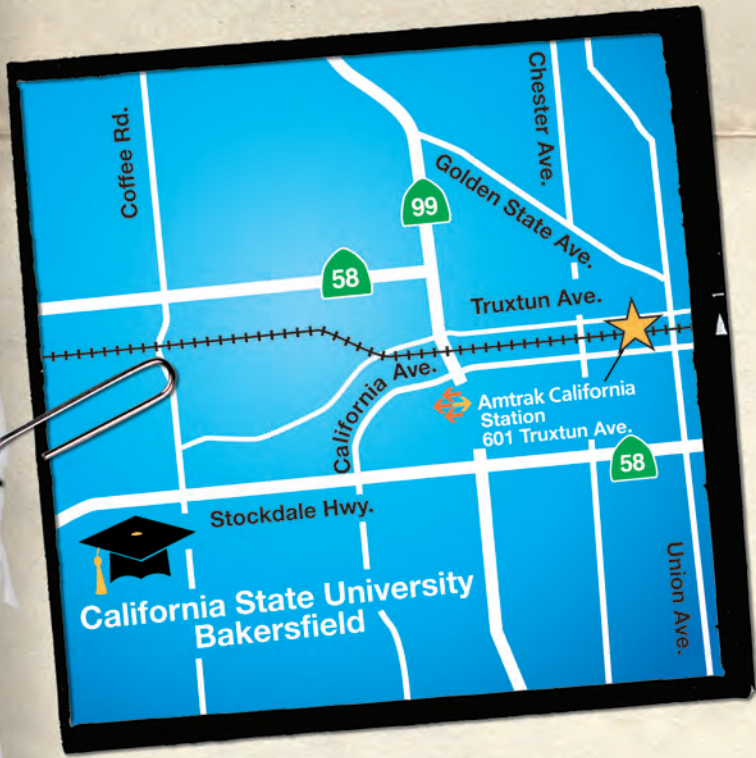 Coffee Rd.
Chester Ave.
99
Golden State Ave.
58
Truxtun Ave.
California Ave.
Amtrak California
Station
601 Truxtun Ave.
58
Stockdale Hwy.
California State University
Bakersfield
Union Ave.
1